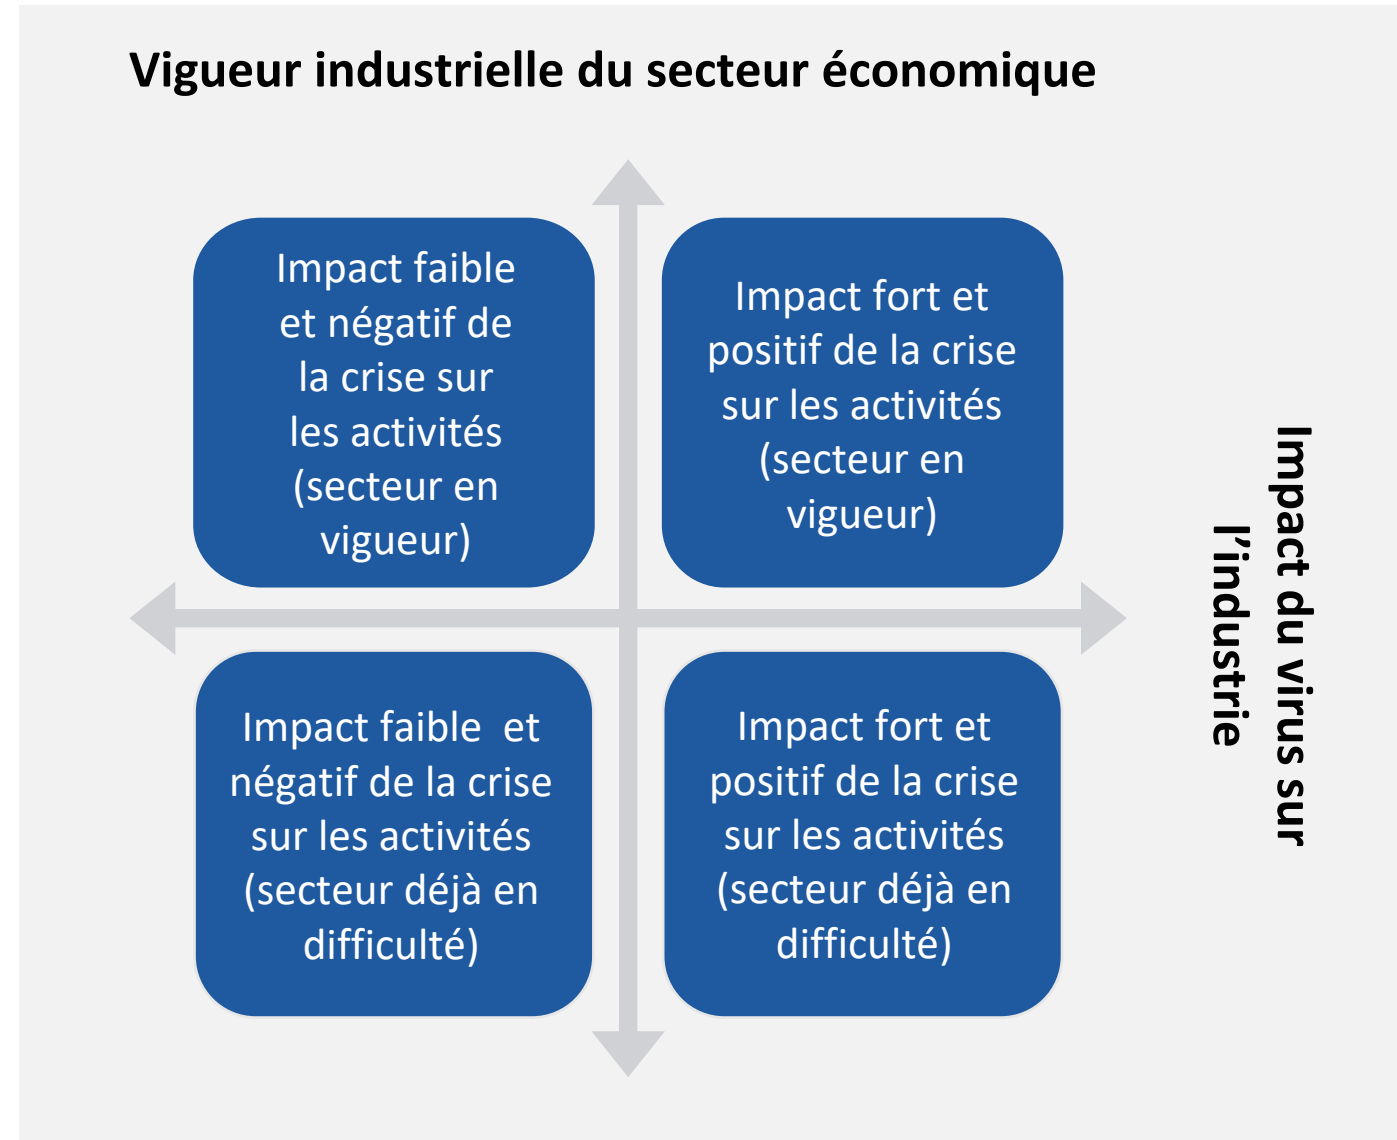 Vigueur industrielle du secteur économique
Impact faible
et négatif de
la crise sur
les activités
(secteur en
vigueur)
Impact fort et
positif de la crise
sur les activités
(secteur en
vigueur)
Impact faible  et
négatif de la crise
sur les activités
(secteur déjà en
difficulté)
Impact fort et
positif de la crise
sur les activités
(secteur déjà en
difficulté)
Impact du virus sur
l’industrie